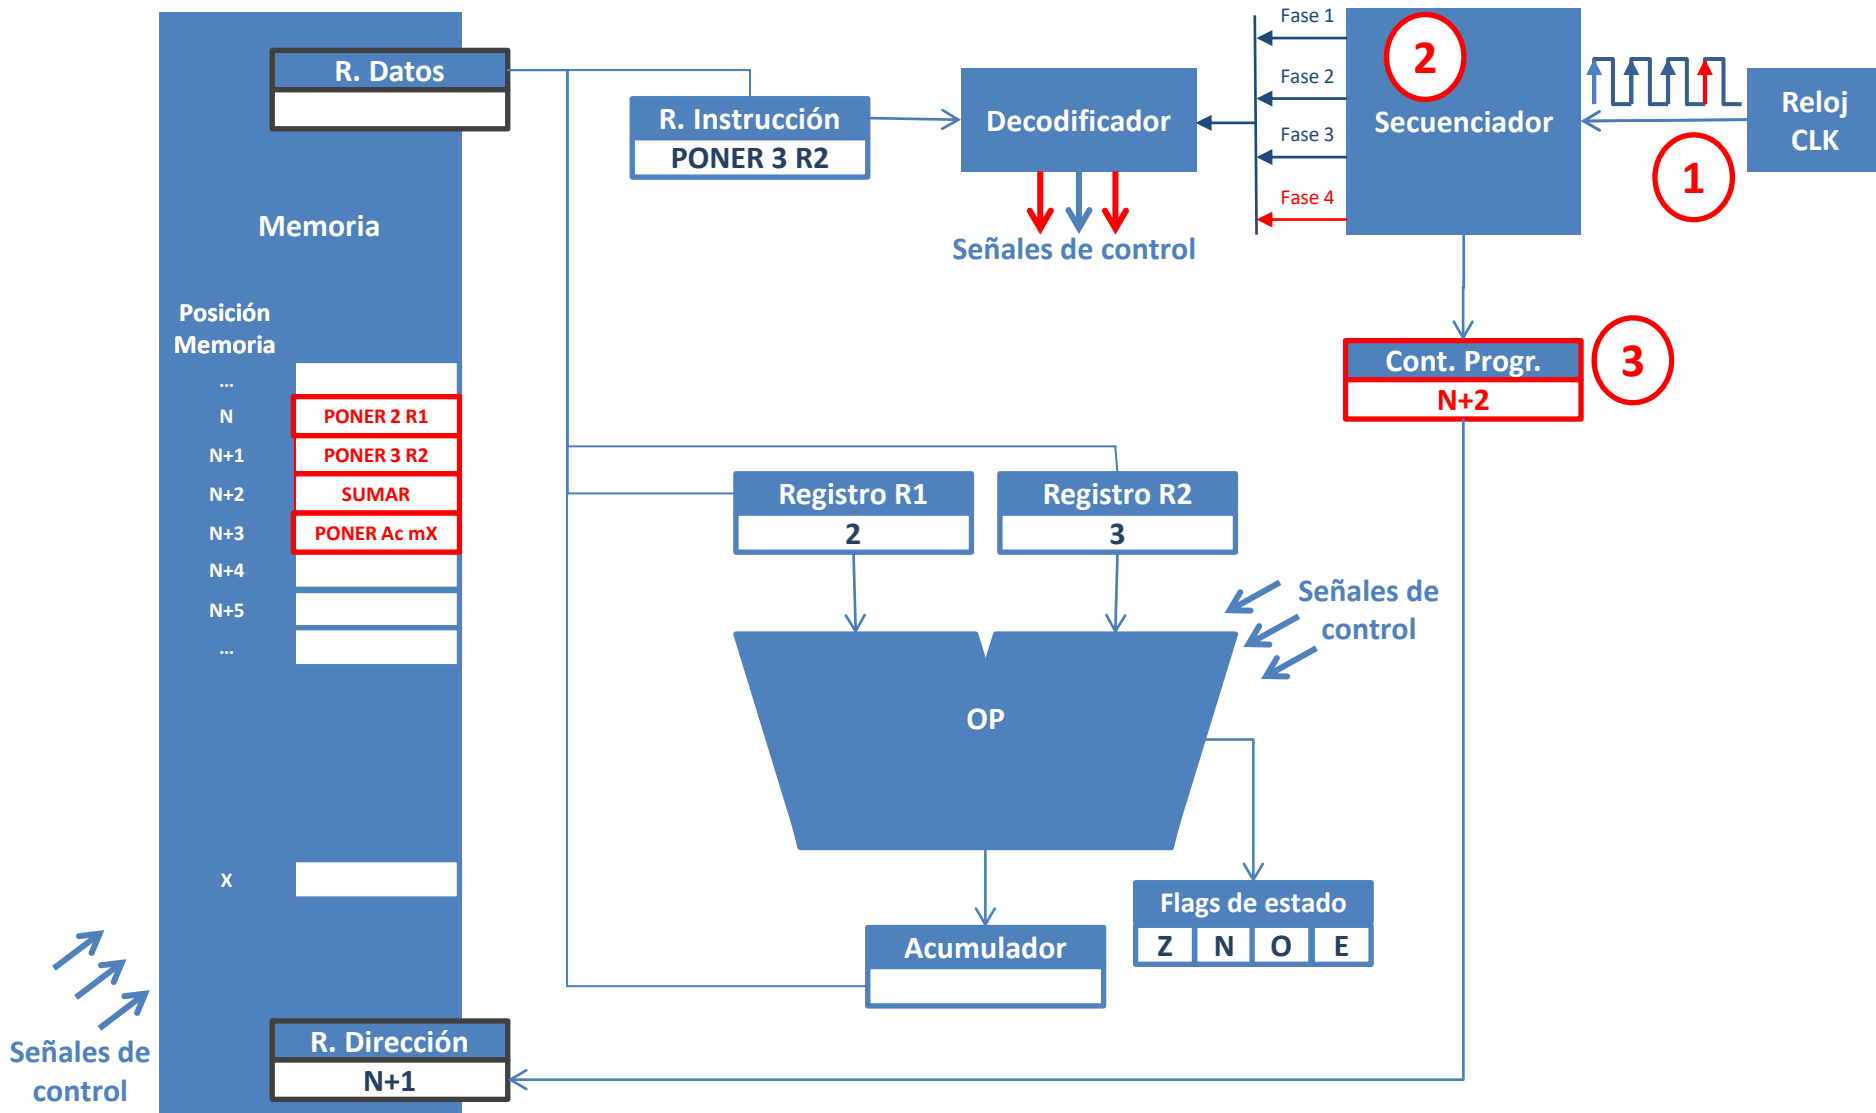 R. Datos
Memoria
Posición
Memoria
...
N
PONER 2 R1
N+1
PONER 3 R2
N+2
SUMAR
N+3
PONER Ac mX
N+4
N+5
...
X
Señales de
control
R. Dirección
N+1
R. Instrucción
PONER 3 R2
Decodificador
Señales de control
Fase 1
Fase 2
Fase 3
Fase 4
2
Secuenciador
1
Reloj
CLK
Cont. Progr.
N+2
3
Registro R1
2
Registro R2
3
Señales de
control
OP
Flags de estado
Z N O E
Acumulador